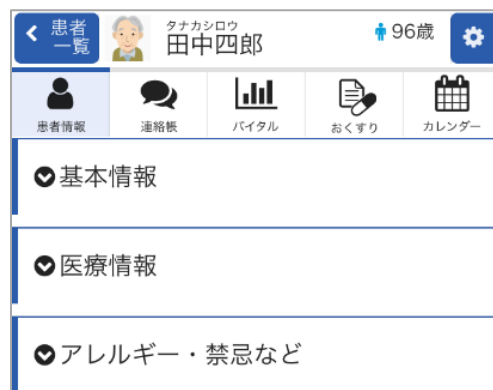 患者
一覧
タナカシロウ
田中四郎
96歳
患者情報
連絡帳
バイタル
おくすり
カレンダー
基本情報
医療情報
アレルギー・禁忌など